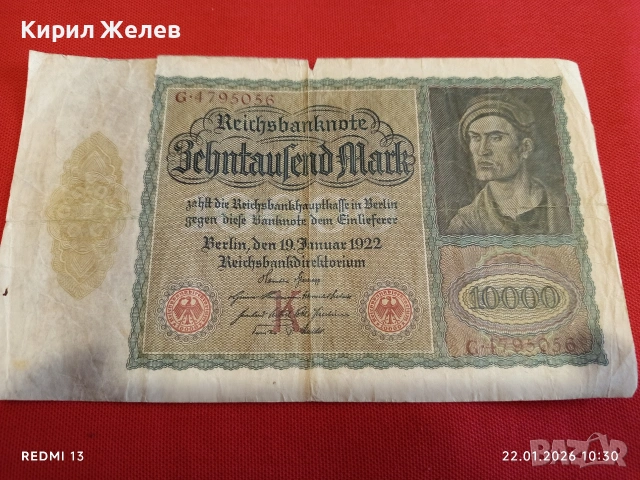 Кирил Желев
G·4795056
Reichsbanknote
Zehntausend Mark
zahlt die Reichsbankhauptkasse in Berlin
gegen diese Banknote dem Einlieferer
Berlin, den 19. Januar 1922
Reichsbankdirektorium
K
10000
G·4795056
REDMI 13
22.01.2026 10:30
BAZAR